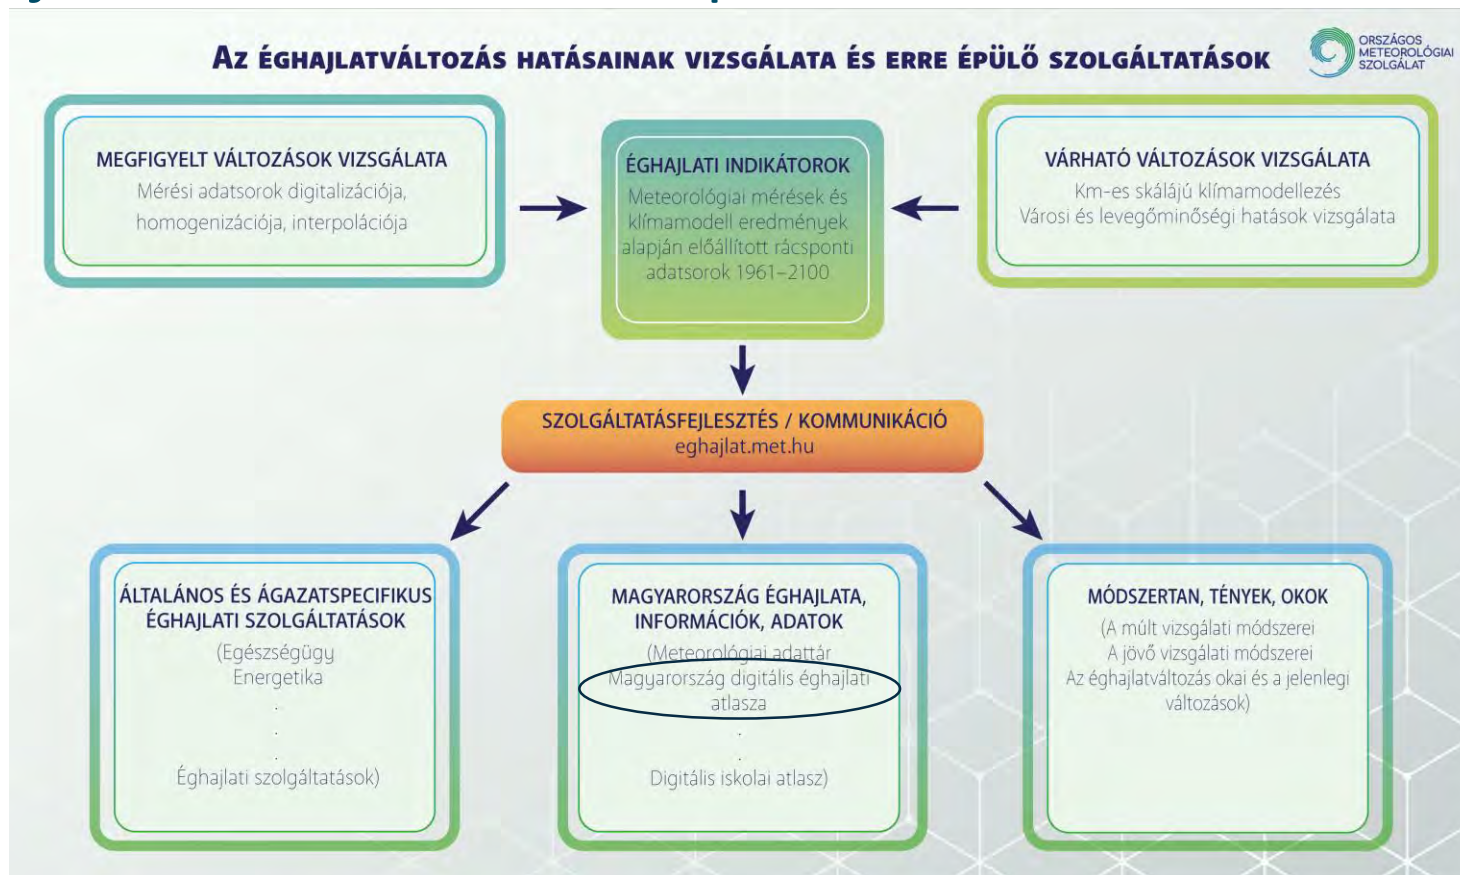 AZ ÉGHAJLATVÁLTOZÁS HATÁSAINAK VIZSGÁLATA ÉS ERRE ÉPÜLŐ SZOLGÁLTATÁSOK
ORSZÁGOS
METEOROLÓGIAI
SZOLGÁLAT
MEGFIGYELT VÁLTOZÁSOK VIZSGÁLATA
Mérési adatsorok digitalizációja,
homogenizációja, interpolációja
ÉGHAJLATI INDIKÁTOROK
Meteorológiai mérések és
klímamodell eredmények
alapján előállított rácsponti
adatsorok 1961–2100
VÁRHATÓ VÁLTOZÁSOK VIZSGÁLATA
Km-es skálájú klímamodellezés
Városi és levegőminőségi hatások vizsgálata
SZOLGÁLTATÁSFEJLESZTÉS / KOMMUNIKÁCIÓ
eghajlat.met.hu
ÁLTALÁNOS ÉS ÁGAZATSPECIFIKUS
ÉGHAJLATI SZOLGÁLTATÁSOK
(Egészségügy
Energetika
.
.
.
Éghajlati szolgáltatások)
MAGYARORSZÁG ÉGHAJLATA,
INFORMÁCIÓK, ADATOK
(Meteorológiai adattár
Magyarország digitális éghajlati
atlasza
.
.
Digitális iskolai atlasz)
MÓDSZERTAN, TÉNYEK, OKOK
(A múlt vizsgálati módszerei
A jövő vizsgálati módszerei
Az éghajlatváltozás okai és a jelenlegi
változások)